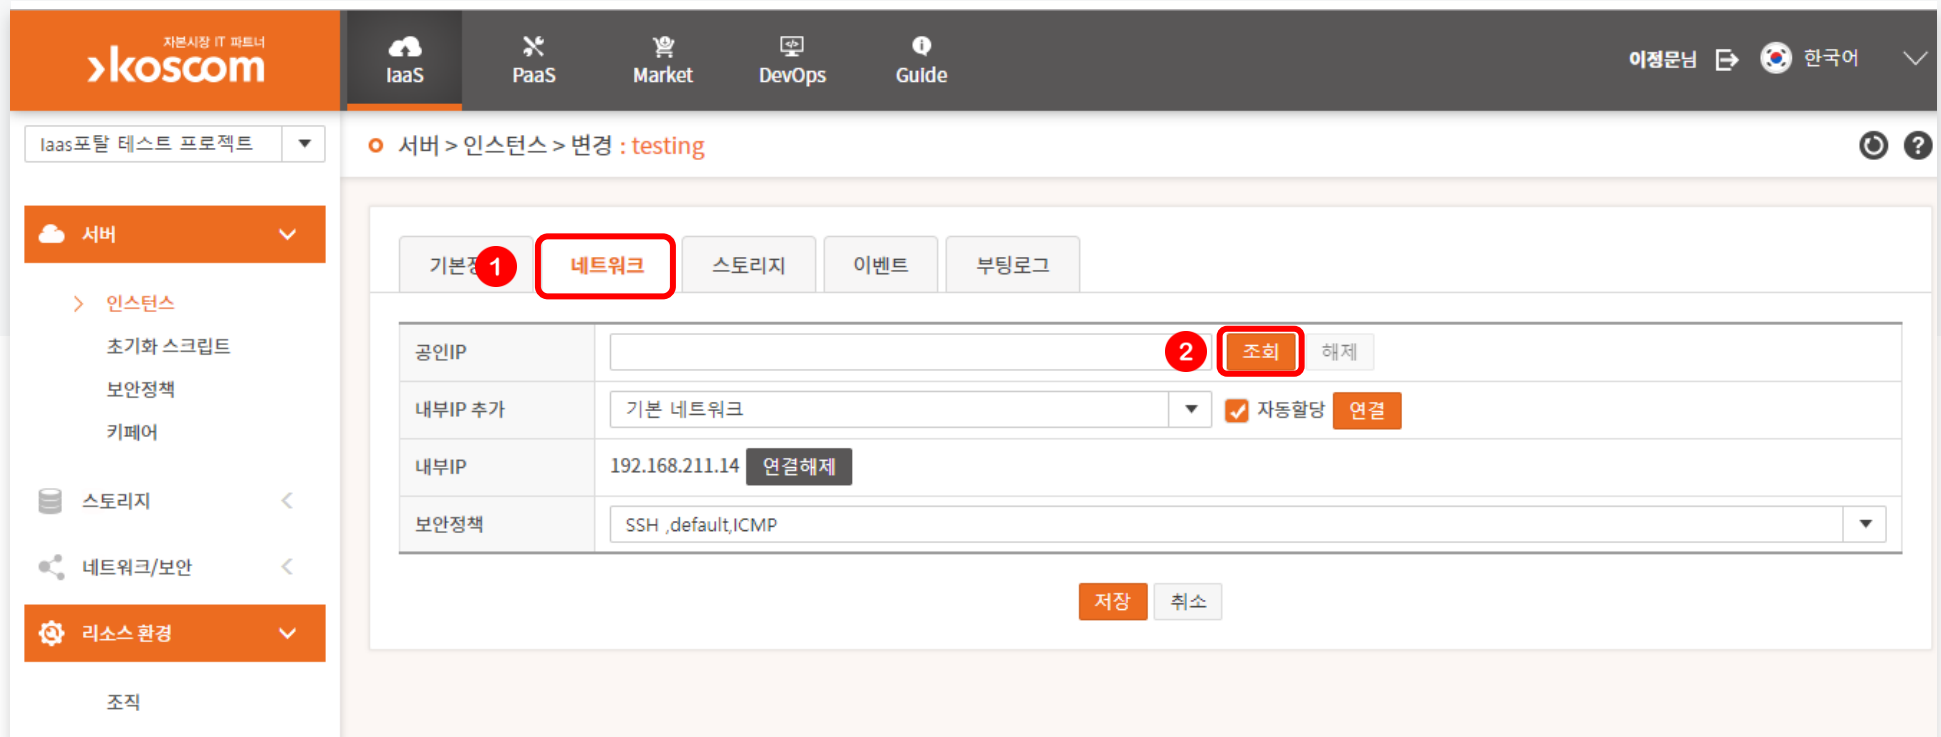 자본시장 IT 파트너
koscom
IaaS
PaaS
Market
DevOps
Guide
이정문님
한국어
Iaas포탈 테스트 프로젝트
서버 > 인스턴스 > 변경 : testing
서버
인스턴스
초기화 스크립트
보안정책
키페어
스토리지
네트워크/보안
리소스 환경
조직
기본정
1
네트워크
스토리지
이벤트
부팅로그
공인IP
2
조회
해제
내부IP 추가
기본 네트워크
자동할당
연결
내부IP
192.168.211.14
연결해제
보안정책
SSH ,default,ICMP
저장
취소